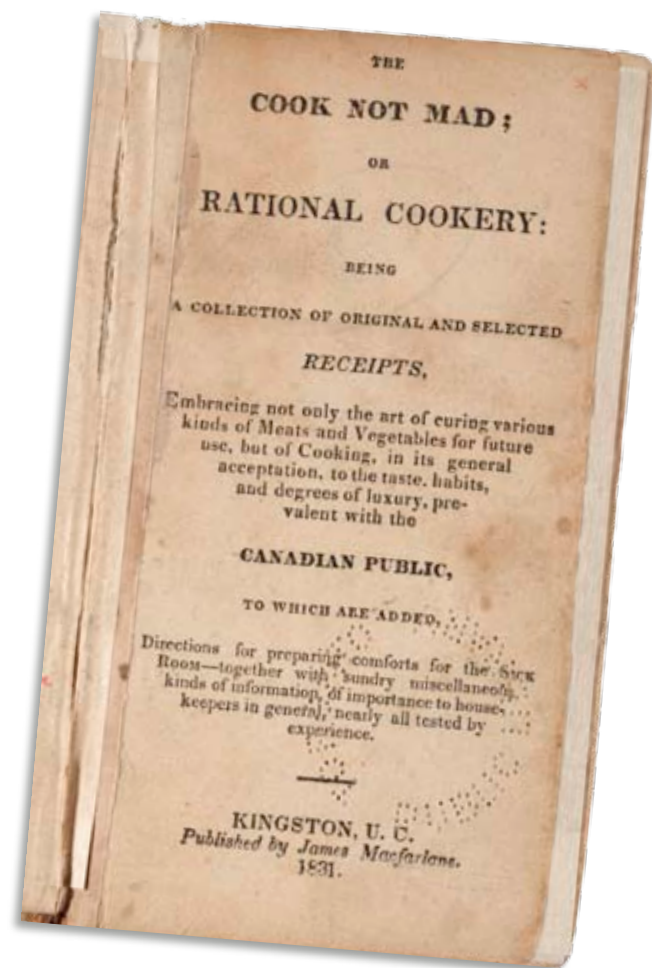 THE
COOK NOT MAD;
OR
RATIONAL COOKERY:
BEING
A COLLECTION OF ORIGINAL AND SELECTED
RECEIPTS,
Embracing not only the art of curing various
kinds of Meats and Vegetables for future
use, but of Cooking, in its general
acceptation, to the taste, habits,
and degrees of luxury, pre-
valent with the
CANADIAN PUBLIC,
TO WHICH ARE ADDED,
Directions for preparing comforts for the SICK
ROOM—together with sundry miscellaneous
kinds of information, of importance to house-
keepers in general, nearly all tested by
experience.
KINGSTON, U. C.
Published by James Macfarlane.
1831.